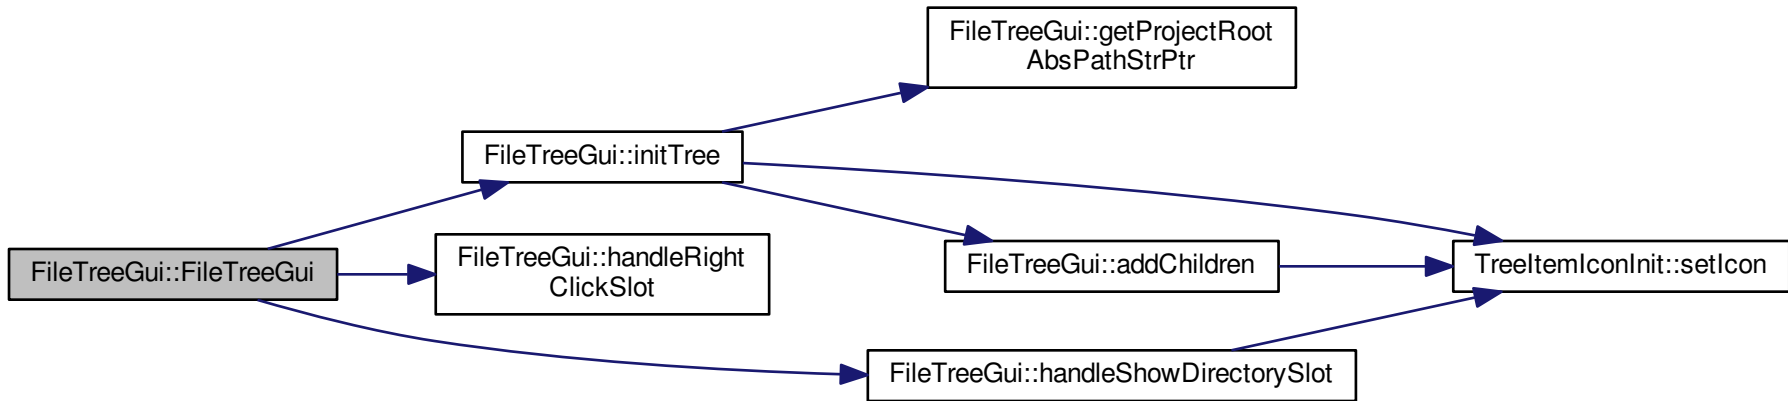 FileTreeGui::getProjectRoot
AbsPathStrPtr
FileTreeGui::initTree
FileTreeGui::FileTreeGui
FileTreeGui::handleRight
ClickSlot
FileTreeGui::addChildren
TreeItemIconInit::setIcon
FileTreeGui::handleShowDirectorySlot